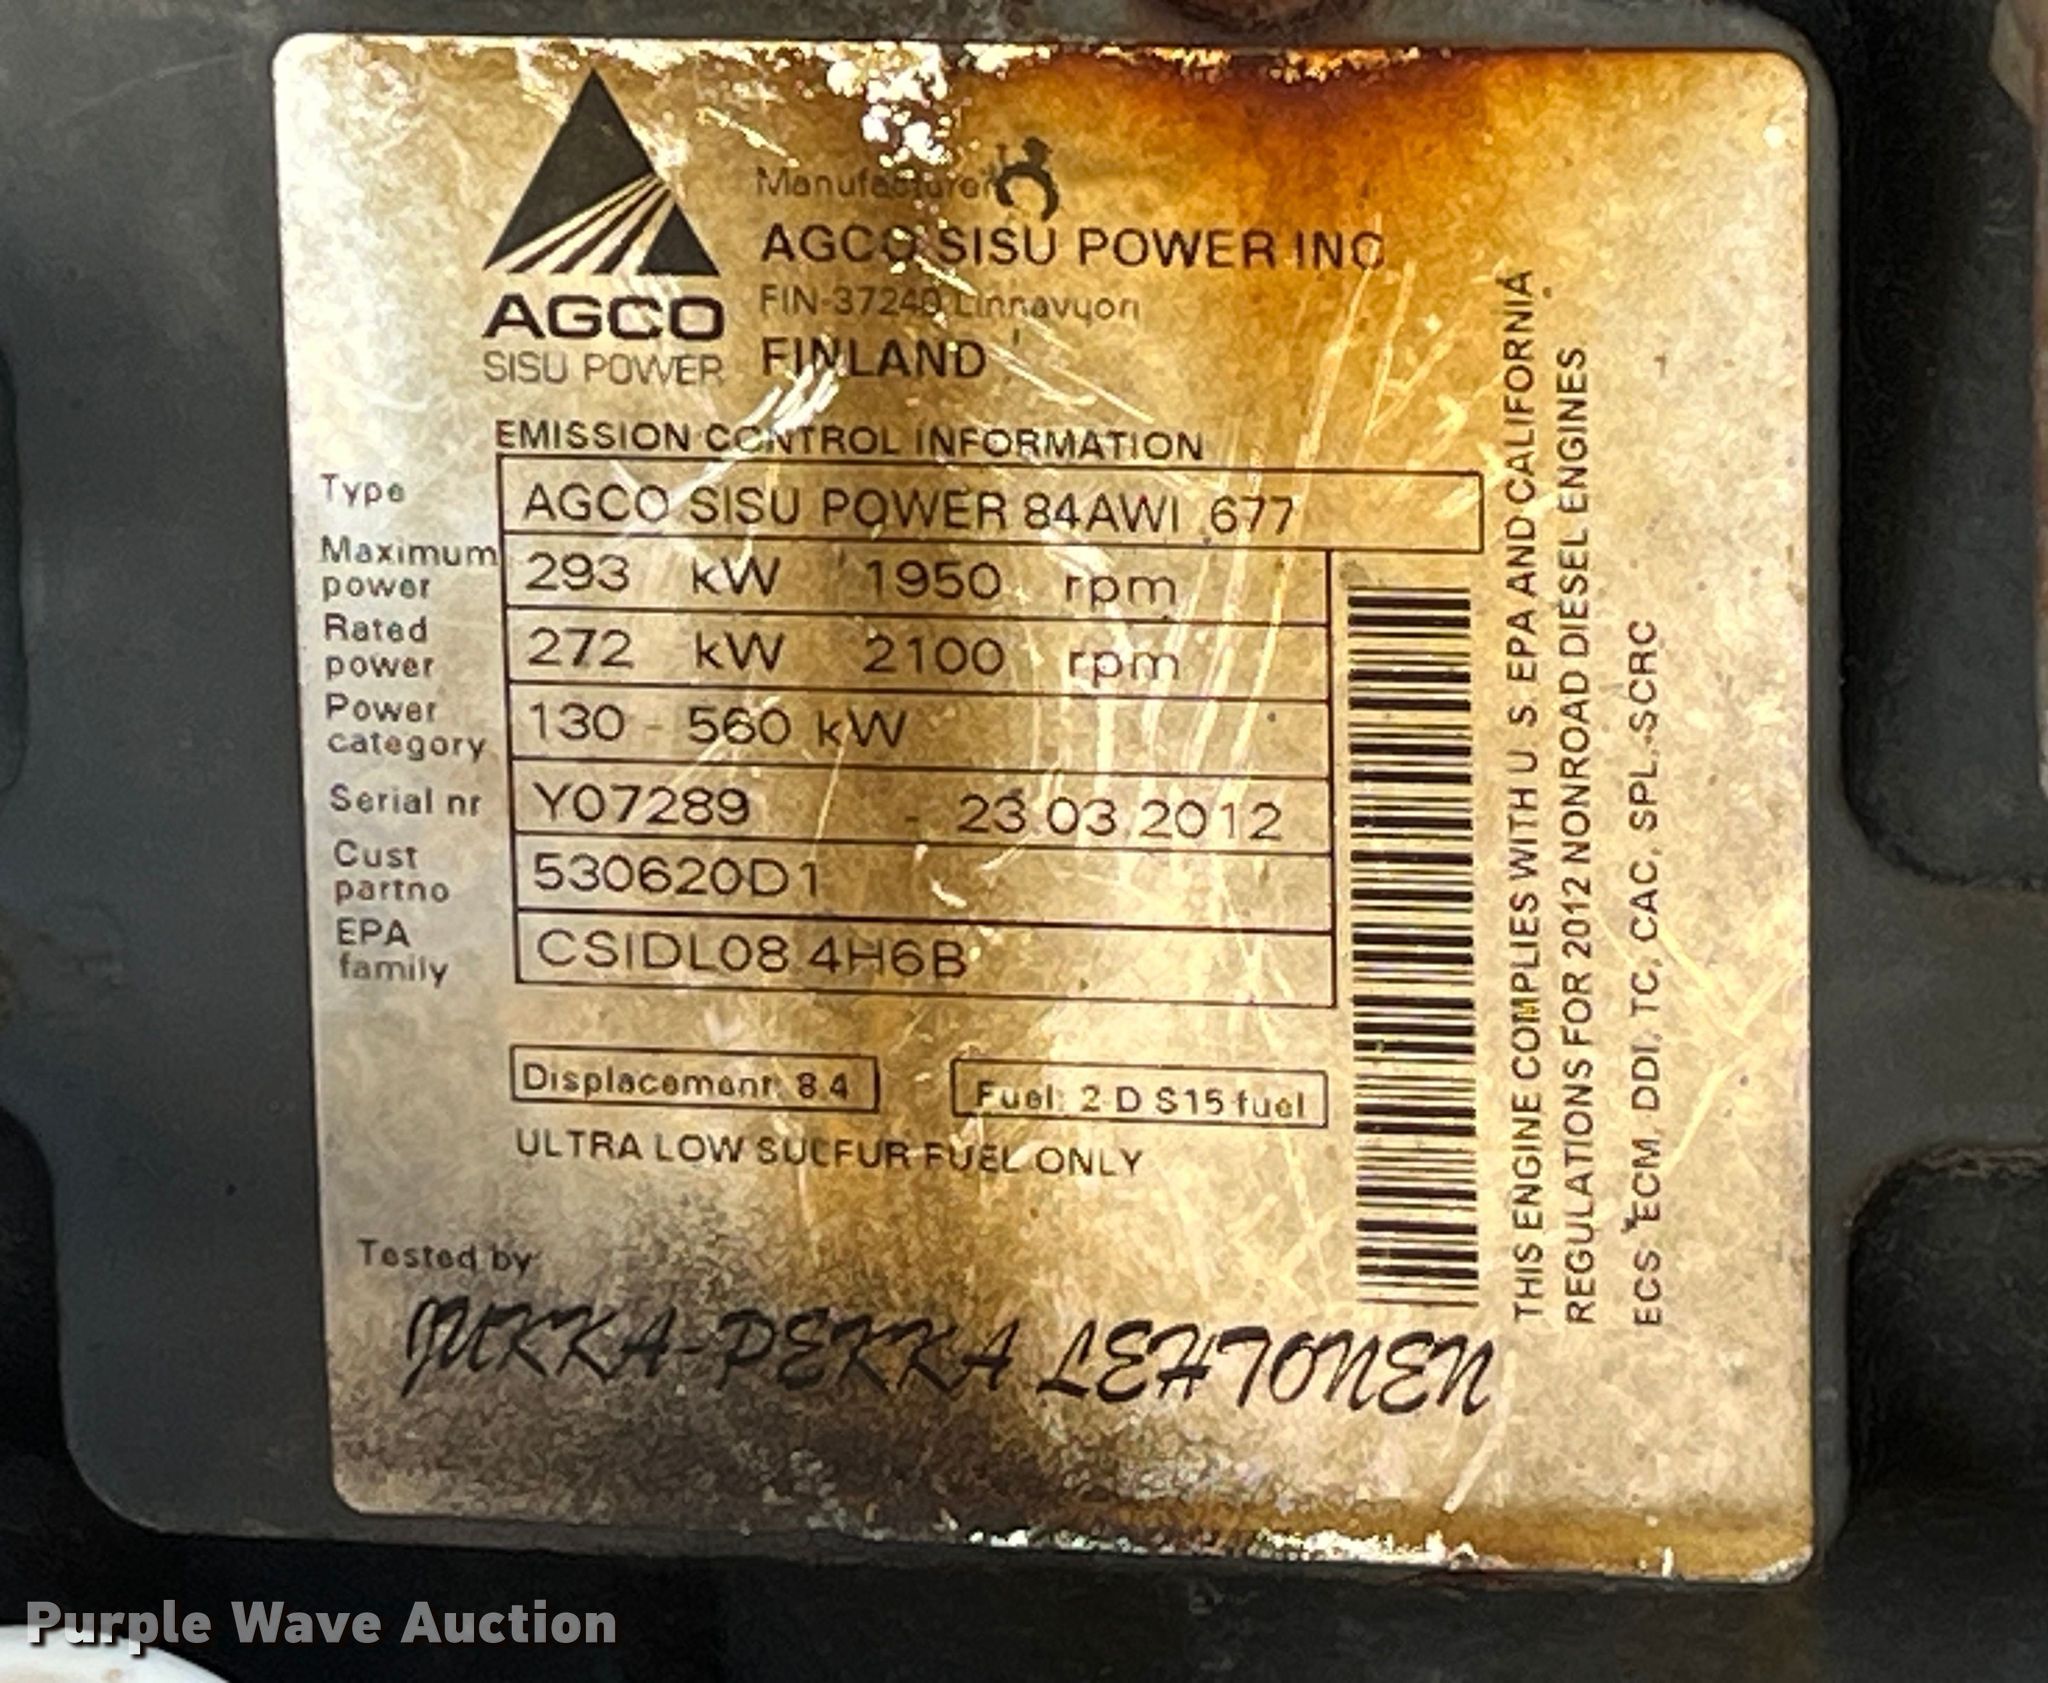 AGCO
SISU POWER
Manufacturer
AGCO SISU POWER INC
FIN-37240 Linnavuori
FINLAND
EMISSION CONTROL INFORMATION
Type AGCO SISU POWER 84AWI .677
Maximum power 293 kW 1950 rpm
Rated power 272 kW 2100 rpm
Power category 130 - 560 kW
Serial nr Y07289 - 23.03.2012
Cust partno 530620D1
EPA family CSIDL08.4H6B
Displacement: 8.4
Fuel: 2-D S15 fuel
ULTRA LOW SULFUR FUEL ONLY
Tested by
JUKKA-PEKKA LEHTONEN
THIS ENGINE COMPLIES WITH U S EPA AND CALIFORNIA
REGULATIONS FOR 2012 NONROAD DIESEL ENGINES.
ECS: ECM, DDI, TC, CAC, SPL-SCRC
Purple Wave Auction